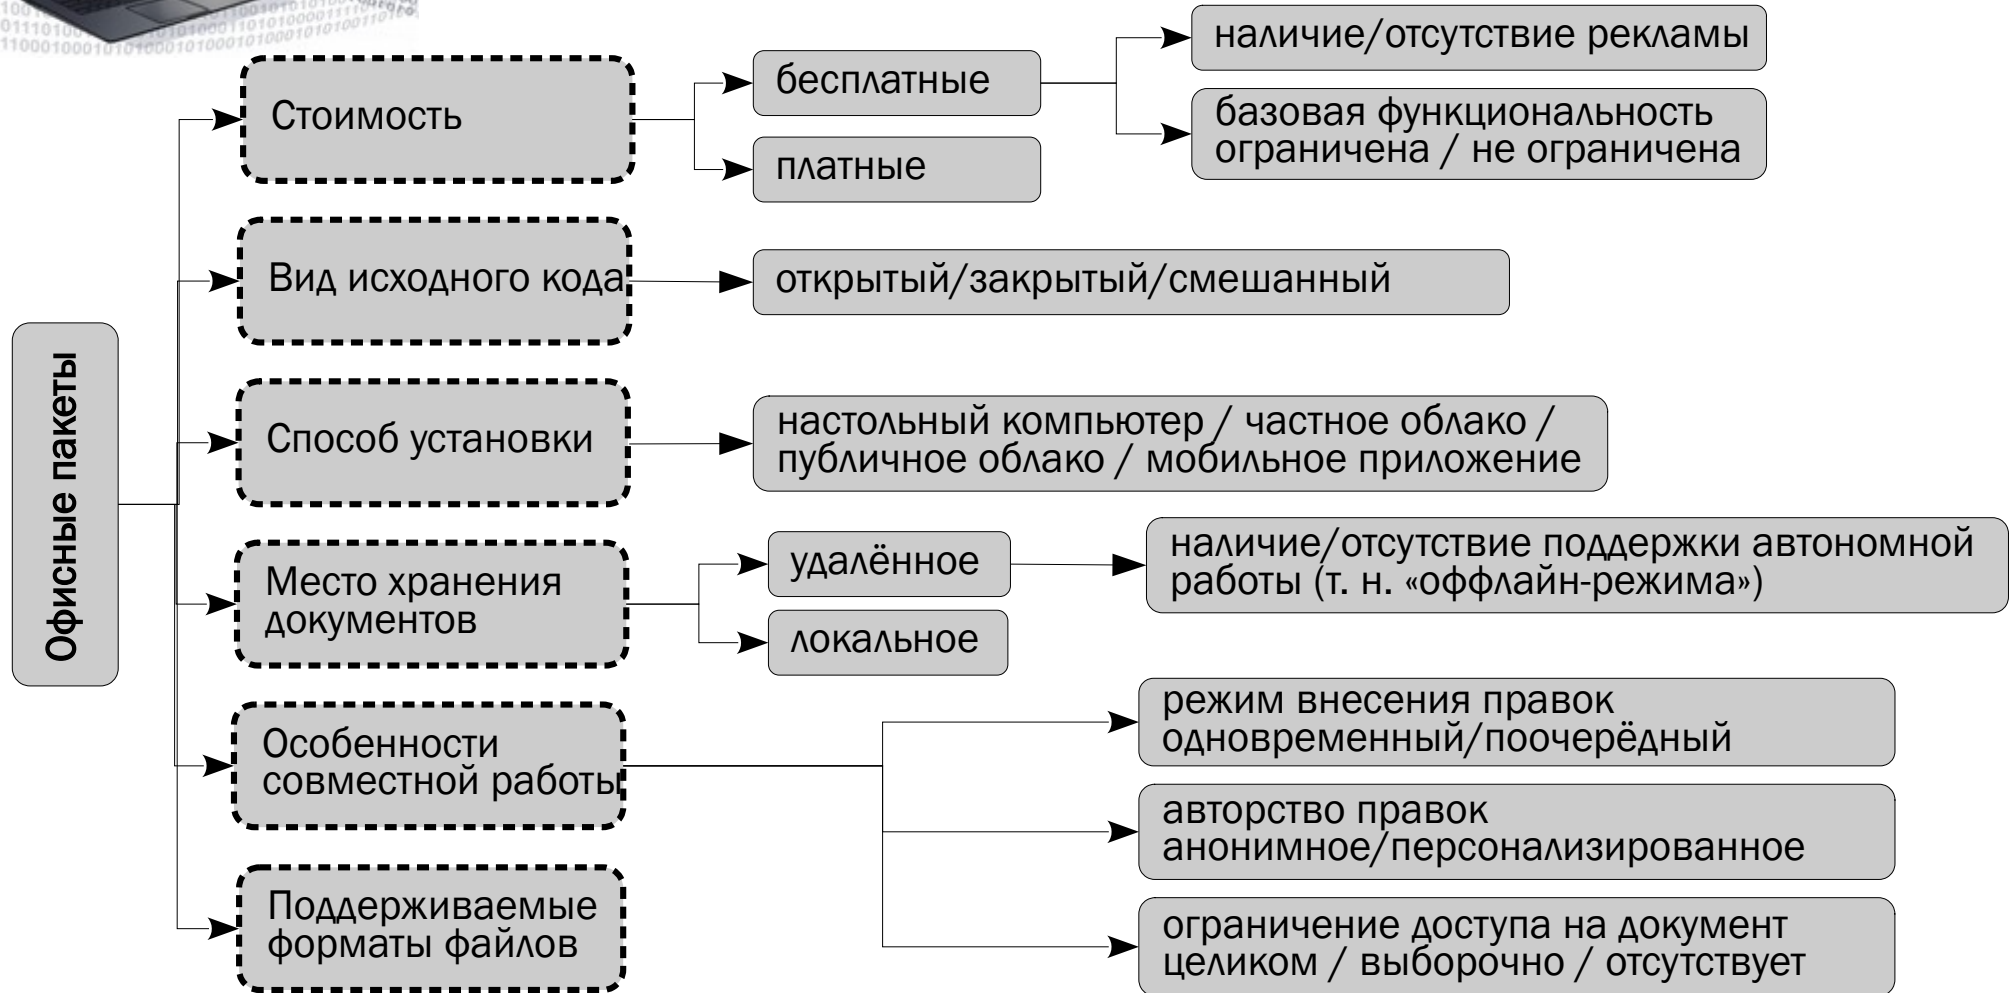 Офисные пакеты
Стоимость
бесплатные
наличие/отсутствие рекламы
базовая функциональность
ограничена / не ограничена
платные
Вид исходного кода
открытый/закрытый/смешанный
Способ установки
настольный компьютер / частное облако /
публичное облако / мобильное приложение
Место хранения
документов
удалённое
наличие/отсутствие поддержки автономной
работы (т. н. «оффлайн-режима»)
локальное
Особенности
совместной работы
режим внесения правок
одновременный/поочерёдный
авторство правок
анонимное/персонализированное
ограничение доступа на документ
целиком / выборочно / отсутствует
Поддерживаемые
форматы файлов